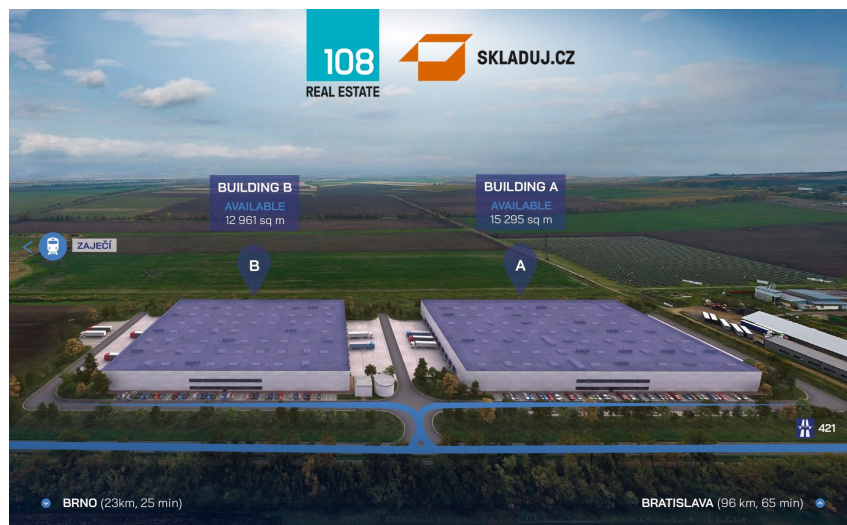 108
REAL ESTATE
SKLADUJ.CZ
BUILDING B
AVAILABLE
12 961 sq m
BUILDING A
AVAILABLE
15 295 sq m
ZAJEČÍ
B
A
421
BRNO (23km, 25 min)
BRATISLAVA (96 km, 65 min)